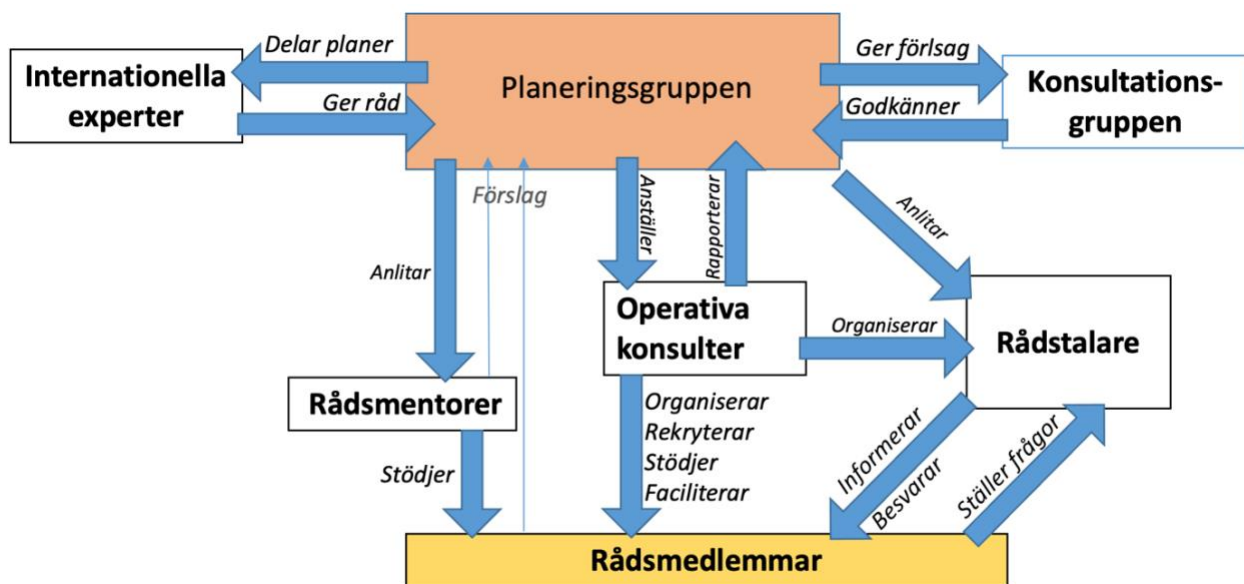 Delar planer
Internationella
experter
Ger råd
Planeringsgruppen
Ger förlsag
Godkänner
Konsultations-
gruppen
Förslag
Anlitar
Anställer
Rapporterar
Anlitar
Operativa
konsulter
Organiserar
Rådstalare
Rådsmentorer
Organiserar
Rekryterar
Stödjer
Faciliterar
Stödjer
Informerar
Besvarar
Ställer frågor
Rådsmedlemmar